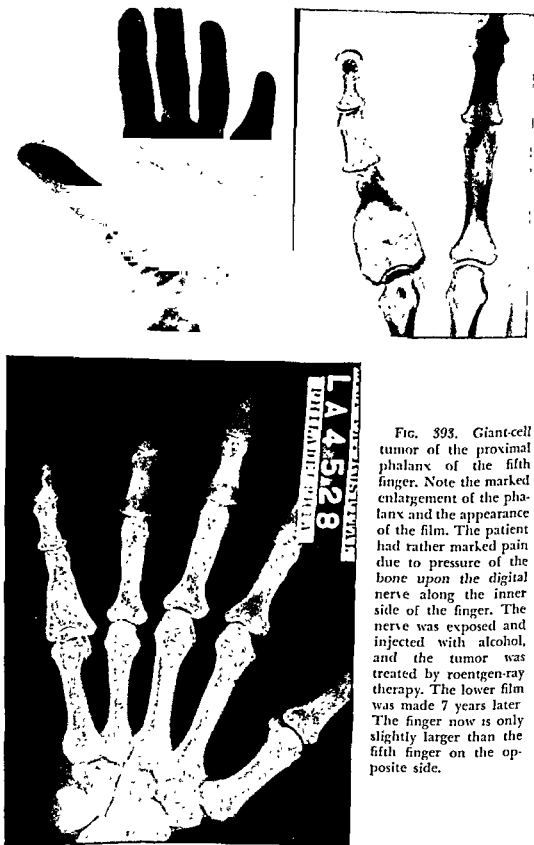 LA4528
PHILADELPHIA
FIG. 393. Giant-cell
tumor of the proximal
phalanx of the fifth
finger. Note the marked
enlargement of the pha-
lanx and the appearance
of the film. The patient
had rather marked pain
due to pressure of the
bone upon the digital
nerve along the inner
side of the finger. The
nerve was exposed and
injected with alcohol,
and the tumor was
treated by roentgen-ray
therapy. The lower film
was made 7 years later
The finger now is only
slightly larger than the
fifth finger on the op-
posite side.